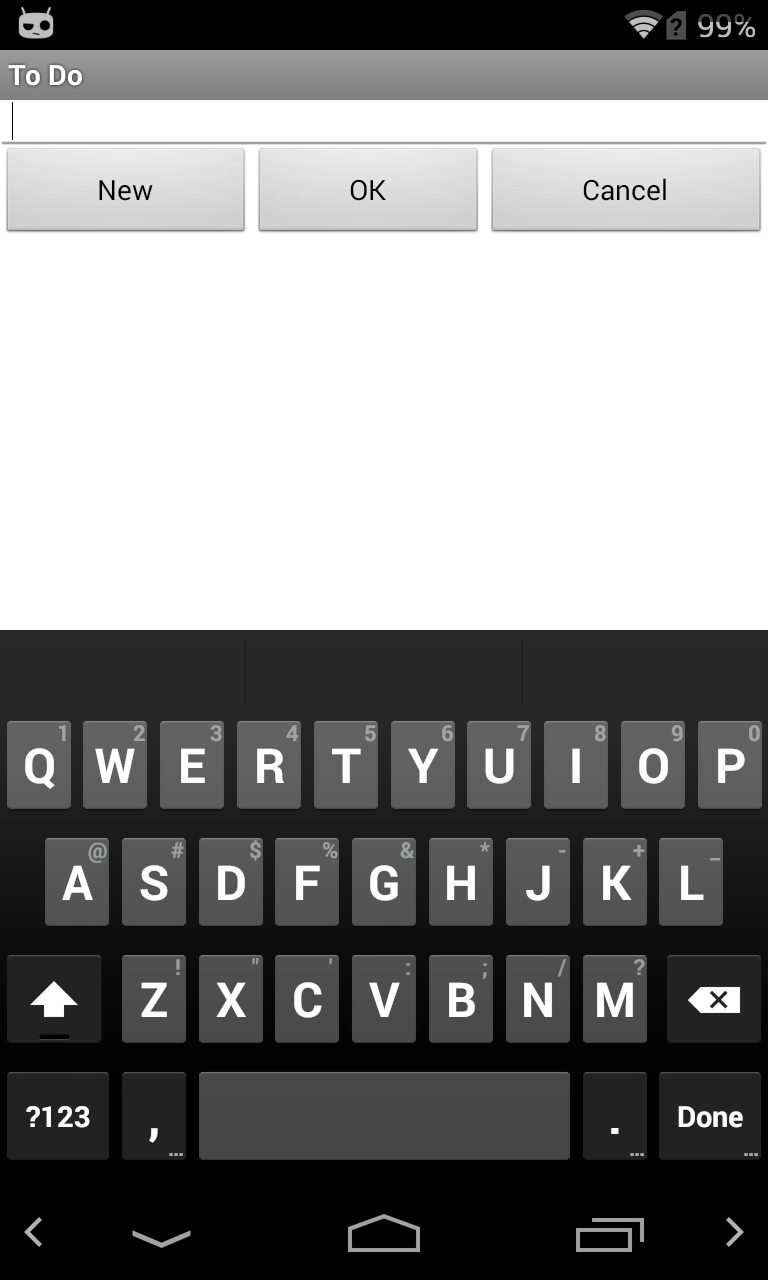 99%
To Do
New OK Cancel
1 2 3 4 5 6 7 8 9 0
Q W E R T Y U I O P
@ # $ % & * - + _
A S D F G H J K L
! " ' : ; / ?
Z X C V B N M
?123 , . Done